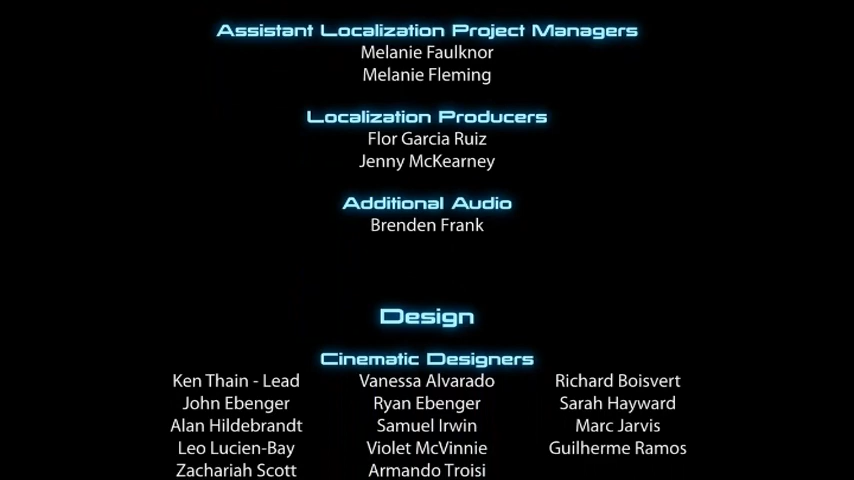 Assistant Localization Project Managers
Melanie Faulknor
Melanie Fleming
Localization Producers
Flor Garcia Ruiz
Jenny McKearney
Additional Audio
Brenden Frank
Design
Cinematic Designers
Ken Thain - Lead Vanessa Alvarado Richard Boisvert
John Ebenger Ryan Ebenger Sarah Hayward
Alan Hildebrandt Samuel Irwin Marc Jarvis
Leo Lucien-Bay Violet McVinnie Guilherme Ramos
Zachariah Scott Armando Troisi